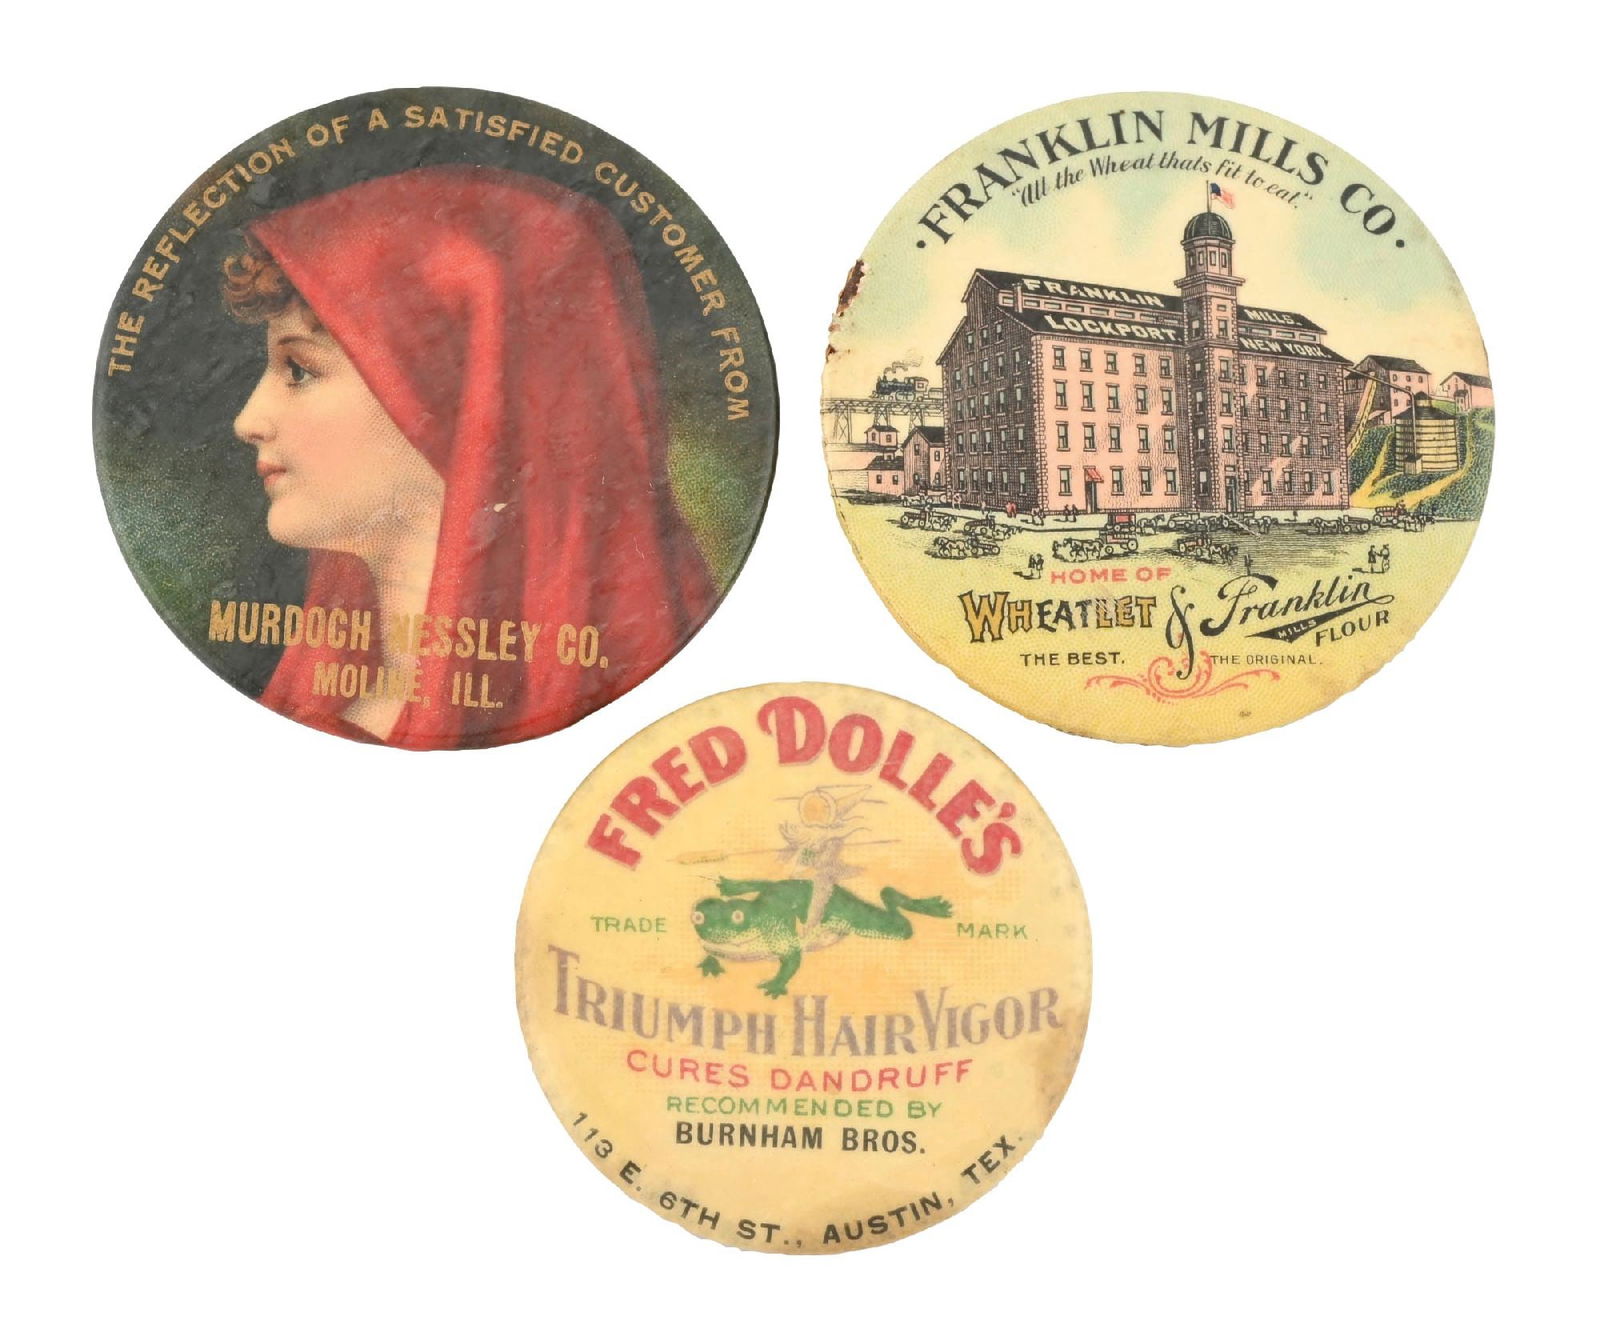 THE REFLECTION OF A SATISFIED CUSTOMER FROM
MURDOCH NESSLEY CO.
MOLINE, ILL.
·FRANKLIN MILLS CO.·
"All the Wheat thats fit to eat."
FRANKLIN MILLS.
LOCKPORT. NEW YORK.
HOME OF
WHEATLET & Franklin
MILLS FLOUR
THE BEST. THE ORIGINAL.
FRED DOLLE'S
TRADE MARK
TRIUMPH HAIR VIGOR
CURES DANDRUFF
RECOMMENDED BY
BURNHAM BROS.
113 E. 6TH ST., AUSTIN, TEX.